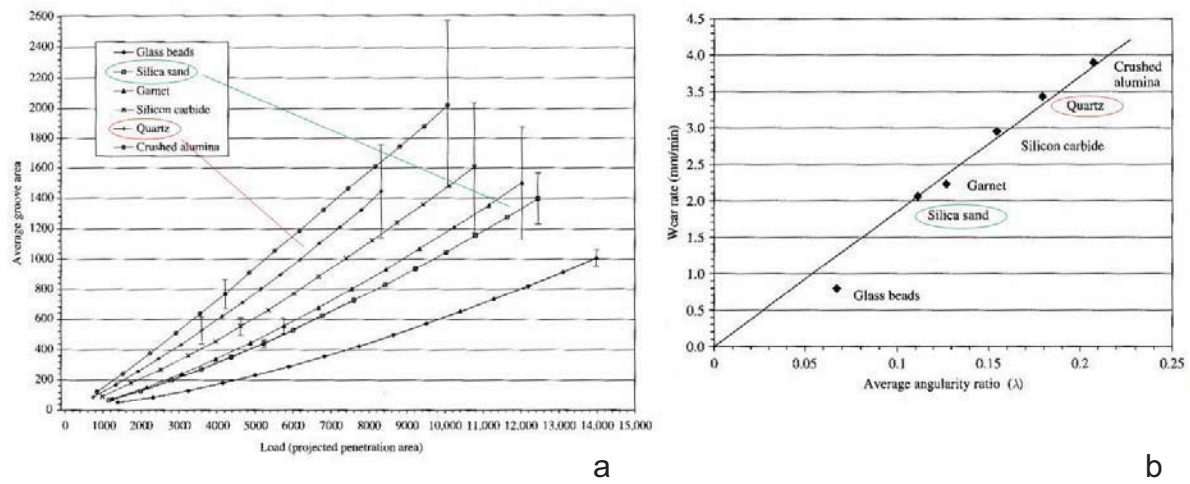 2600
2400
2200
2000
1800
1600
1400
1200
1000
800
600
400
200
0
Average groove area
Glass beads
Silica sand
Garnet
Silicon carbide
Quartz
Crushed alumina
0 1000 2000 3000 4000 5000 6000 7000 8000 9000 10,000 11,000 12,000 13,000 14,000 15,000
Load (projected penetration area)
a
4.5
4.0
3.5
3.0
2.5
2.0
1.5
1.0
0.5
0.0
Wear rate (mm/min)
Crushed
alumina
Quartz
Silicon carbide
Garnet
Silica sand
Glass beads
0 0.05 0.1 0.15 0.2 0.25
Average angularity ratio (λ)
b